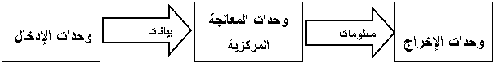 وحدات الإدخال
بيانات
وحدات المعالجة
المركزية
معلومات
وحدات الإخراج